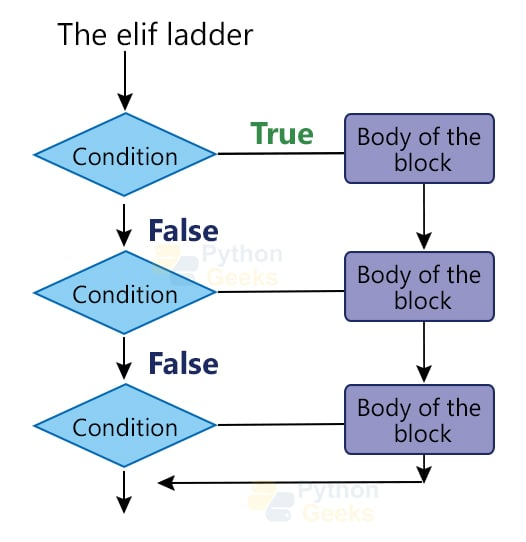 The elif ladder
Condition
True
Body of the
block
False
Python
Geeks
Condition
Body of the
block
False
Condition
Body of the
block
Python
Geeks